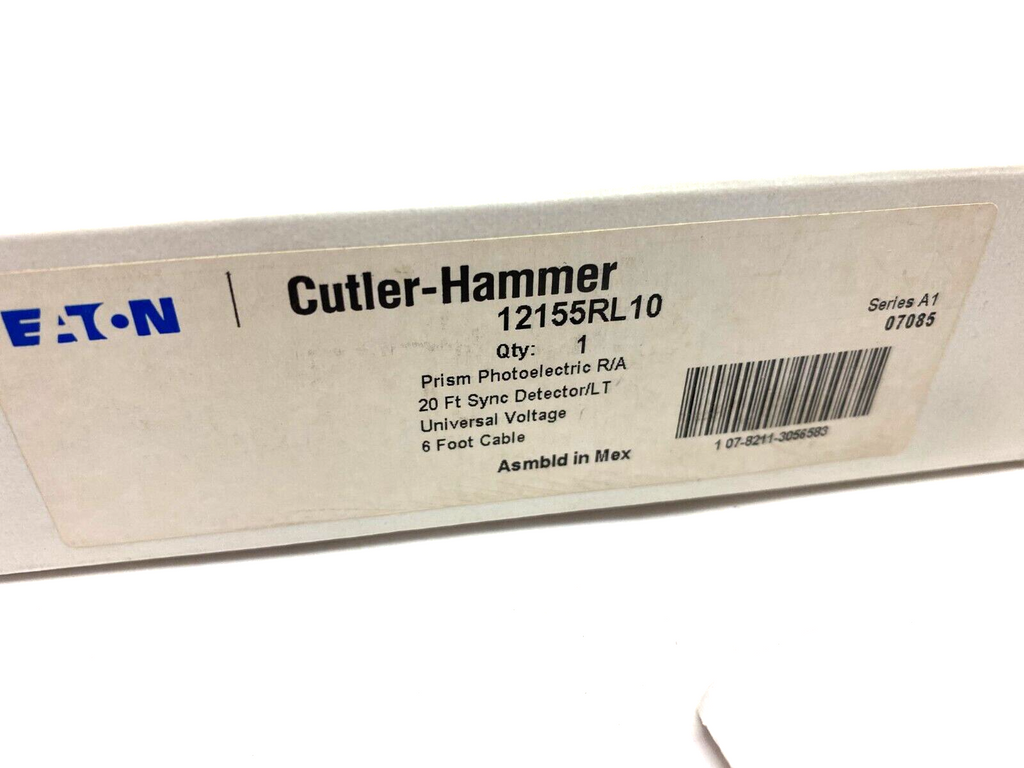 EATON
Cutler-Hammer
12155RL10
Qty: 1
Prism Photoelectric R/A
20 Ft Sync Detector/LT
Universal Voltage
6 Foot Cable
Asmbld in Mex
Series A1
07085
1 07-8211-3056583